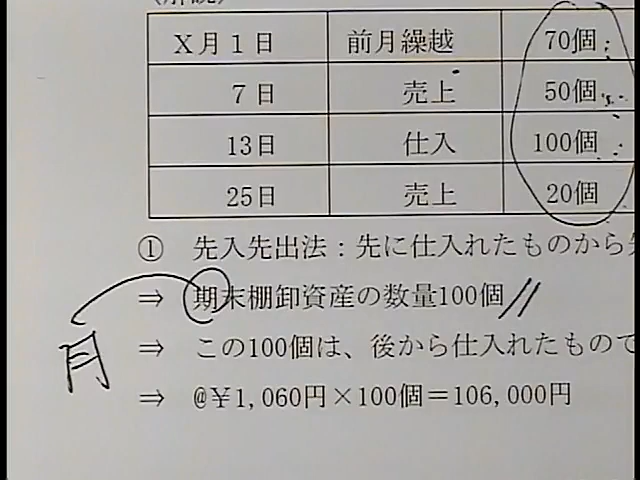 X月1日 前月繰越 70個
7日 売上 50個
13日 仕入 100個
25日 売上 20個
① 先入先出法：先に仕入れたものから
⇒ 期末棚卸資産の数量100個
月
⇒ この100個は、後から仕入れたもので
⇒ @￥1,060円×100個＝106,000円